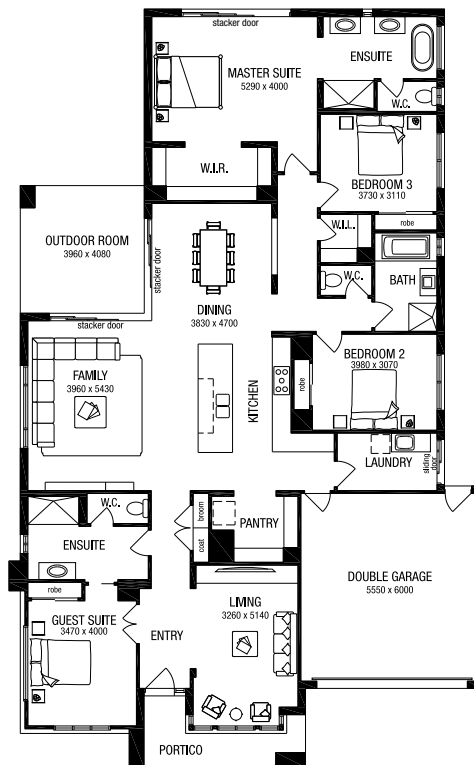 stacker door
ENSUITE
MASTER SUITE
5290 x 4000
W.C.
W.I.R.
BEDROOM 3
3730 x 3110
robe
W.I.L.
OUTDOOR ROOM
3960 x 4080
stacker door
W.C.
BATH
DINING
3830 x 4700
stacker door
BEDROOM 2
3980 x 3070
robe
FAMILY
3960 x 5430
KITCHEN
LAUNDRY
sliding
door
W.C.
broom
coat
PANTRY
ENSUITE
robe
DOUBLE GARAGE
5550 x 6000
GUEST SUITE
3470 x 4000
LIVING
3260 x 5140
ENTRY
PORTICO